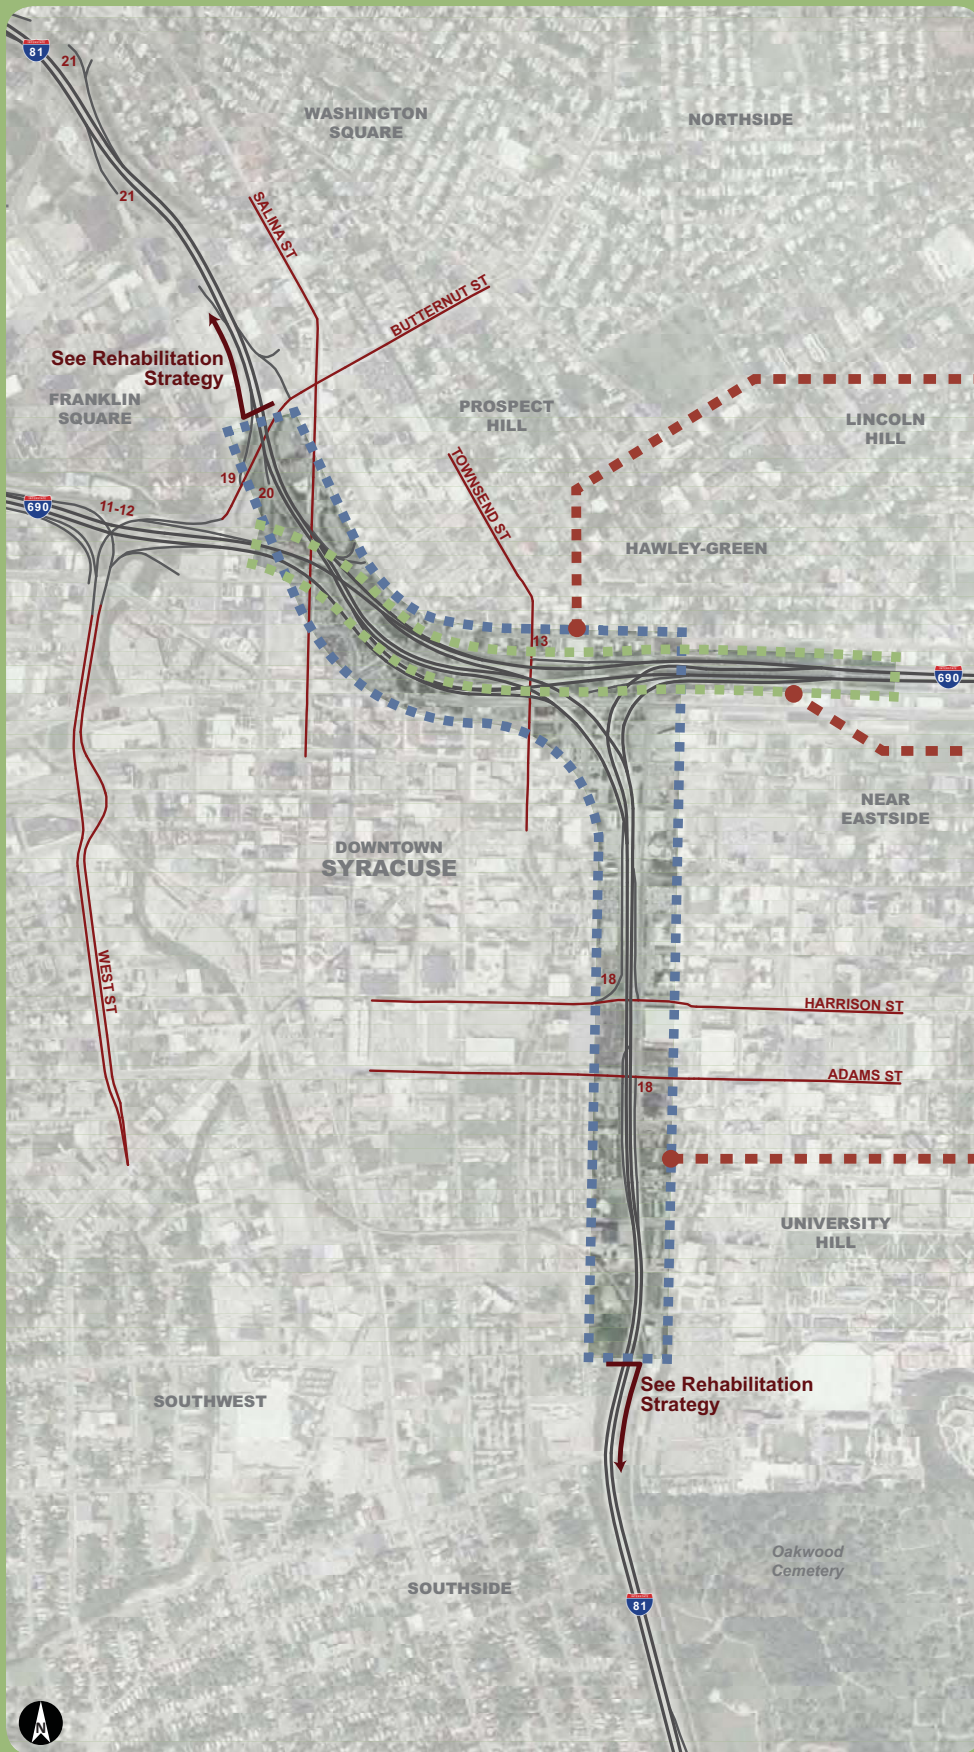 81
21
21
WASHINGTON
SQUARE
NORTHSIDE
SALINA ST
BUTTERNUT ST
See Rehabilitation
Strategy
FRANKLIN
SQUARE
PROSPECT
HILL
LINCOLN
HILL
TOWNSEND ST
19
20
690
11-12
HAWLEY-GREEN
13
690
NEAR
EASTSIDE
DOWNTOWN
SYRACUSE
WEST ST
18
HARRISON ST
ADAMS ST
18
UNIVERSITY
HILL
See Rehabilitation
Strategy
SOUTHWEST
Oakwood
Cemetery
SOUTHSIDE
81
N